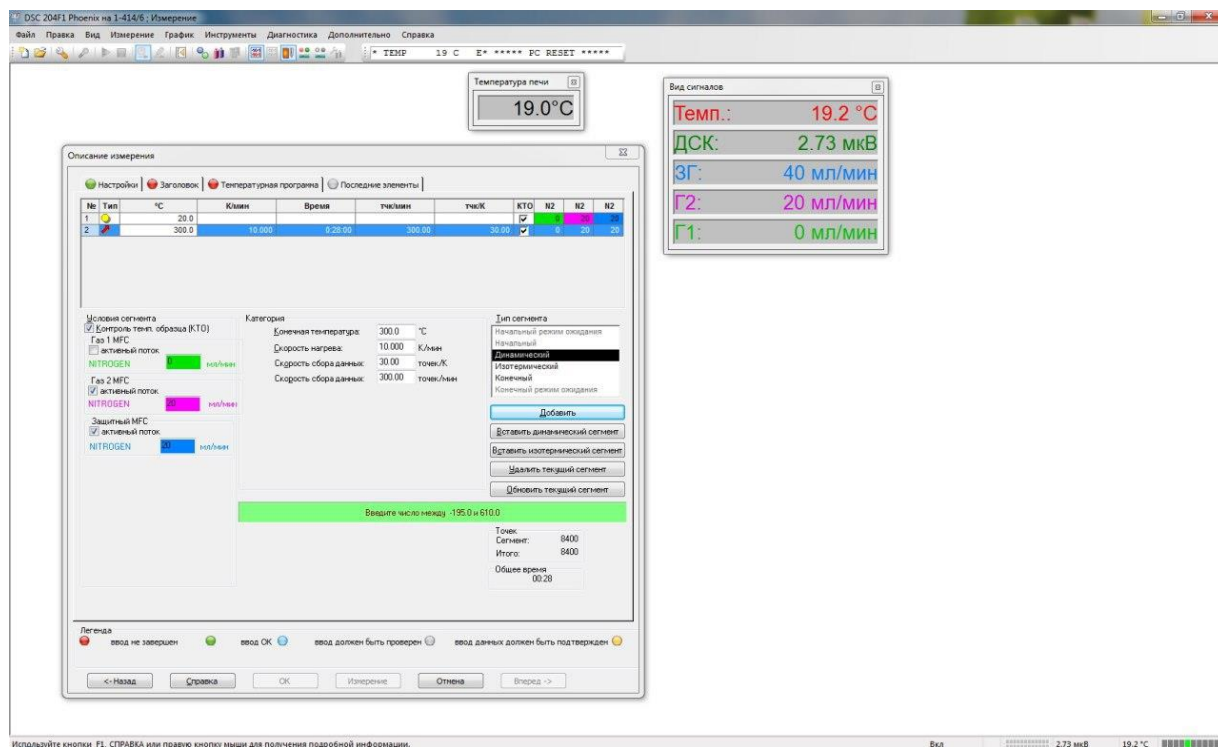 DSC 204F1 Phoenix на 1-414/6 ; Измерение
Файл Правка Вид Измерение График Инструменты Диагностика Дополнительно Справка
* TEMP 19 C E* ***** PC RESET *****
Температура печи
19.0°C
Вид сигналов
Темп.: 19.2 °C
ДСК: 2.73 мкВ
ЗГ: 40 мл/мин
Г2: 20 мл/мин
Г1: 0 мл/мин
Описание измерения
Настройки Заголовок Температурная программа Последние элементы
№ Тип °C К/мин Время тчк/мин тчк/К КТО N2 N2 N2
1 20.0 0 20 20
2 300.0 10.000 0:28:00 300.00 30.00 0 20 20
Условия сегмента
Контроль темп. образца (КТО)
Газ 1 MFC
активный поток
NITROGEN 0 мл/мин
Газ 2 MFC
активный поток
NITROGEN 20 мл/мин
Защитный MFC
активный поток
NITROGEN 20 мл/мин
Категория
Конечная температура: 300.0 °C
Скорость нагрева: 10.000 К/мин
Скорость сбора данных: 30.00 точек/К
Скорость сбора данных: 300.00 точек/мин
Тип сегмента
Начальный режим ожидания
Начальный
Динамический
Изотермический
Конечный
Конечный режим ожидания
Добавить
Вставить динамический сегмент
Вставить изотермический сегмент
Удалить текущий сегмент
Обновить текущий сегмент
Введите число между -195.0 и 610.0
Точек
Сегмент: 8400
Итого: 8400
Общее время
00:28
Легенда
ввод не завершен ввод OK ввод должен быть проверен ввод данных должен быть подтвержден
<- Назад Справка OK Измерение Отмена Вперед ->
Используйте кнопки F1, СПРАВКА или правую кнопку мыши для получения подробной информации. Вкл 2.73 мкВ 19.2 °C